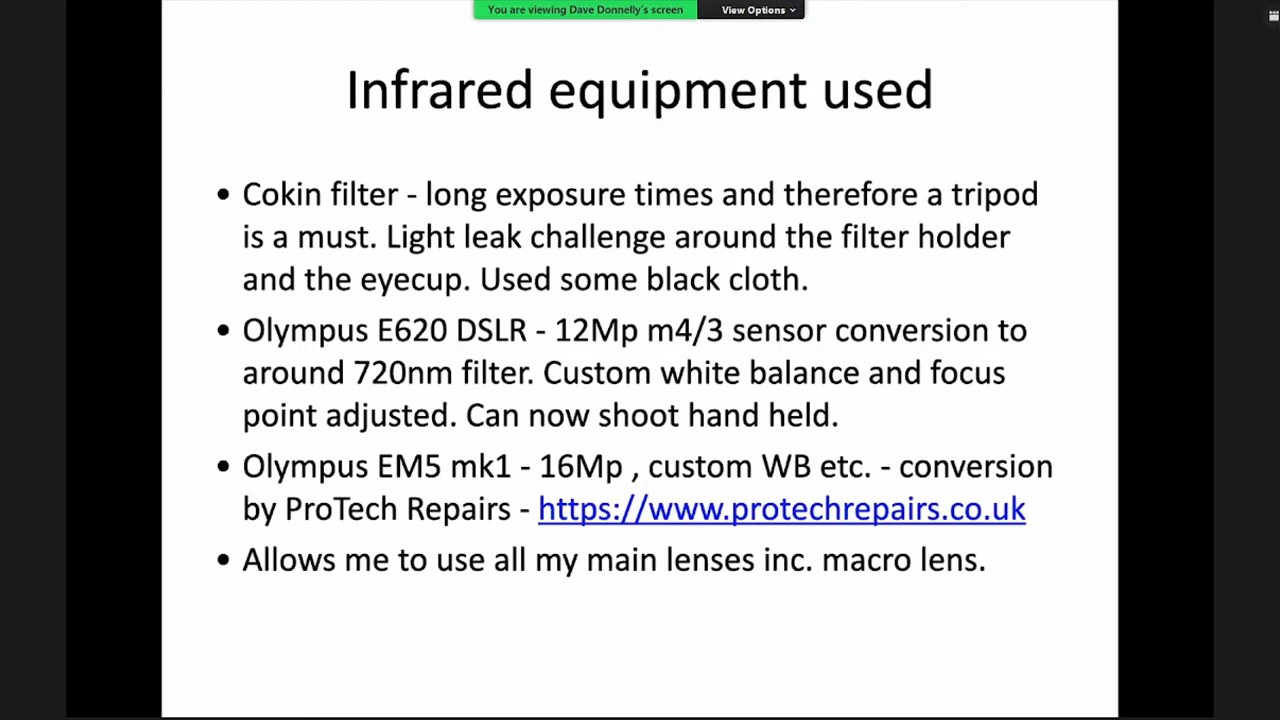 You are viewing Dave Donnelly's screen
View Options
Infrared equipment used
• Cokin filter - long exposure times and therefore a tripod
is a must. Light leak challenge around the filter holder
and the eyecup. Used some black cloth.
• Olympus E620 DSLR - 12Mp m4/3 sensor conversion to
around 720nm filter. Custom white balance and focus
point adjusted. Can now shoot hand held.
• Olympus EM5 mk1 - 16Mp , custom WB etc. - conversion
by ProTech Repairs - https://www.protechrepairs.co.uk
• Allows me to use all my main lenses inc. macro lens.